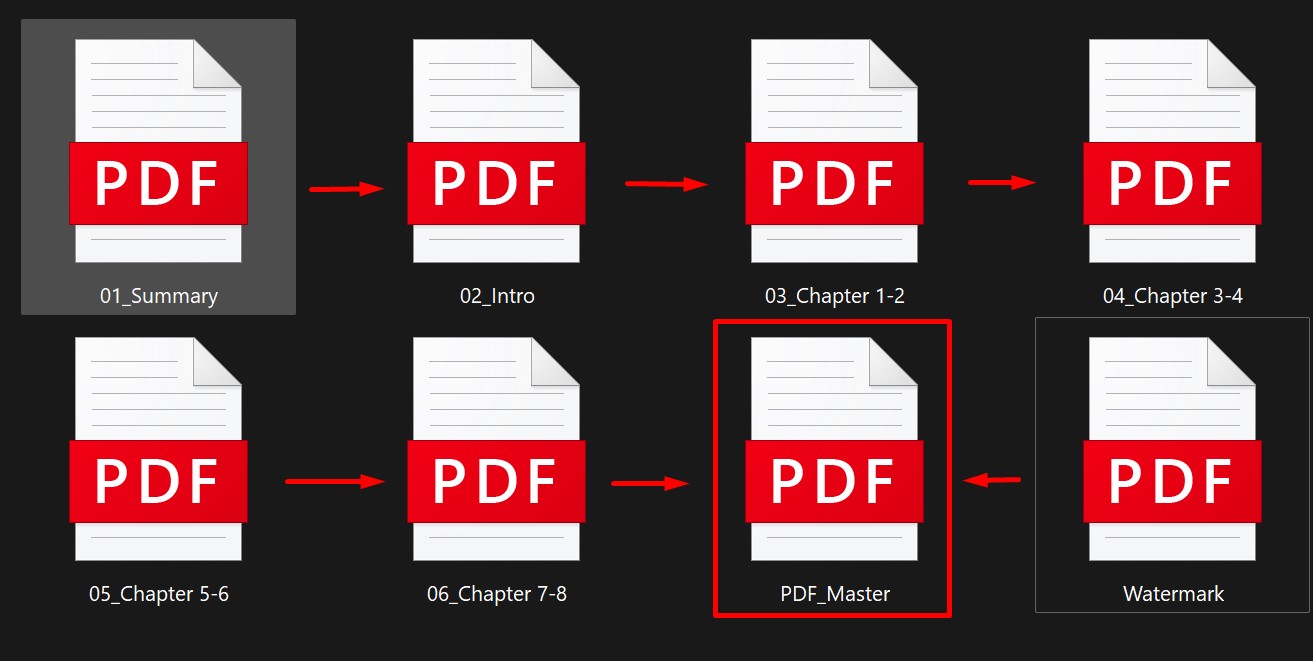 PDF PDF PDF PDF
01_Summary 02_Intro 03_Chapter 1-2 04_Chapter 3-4
PDF PDF PDF PDF
05_Chapter 5-6 06_Chapter 7-8 PDF_Master Watermark